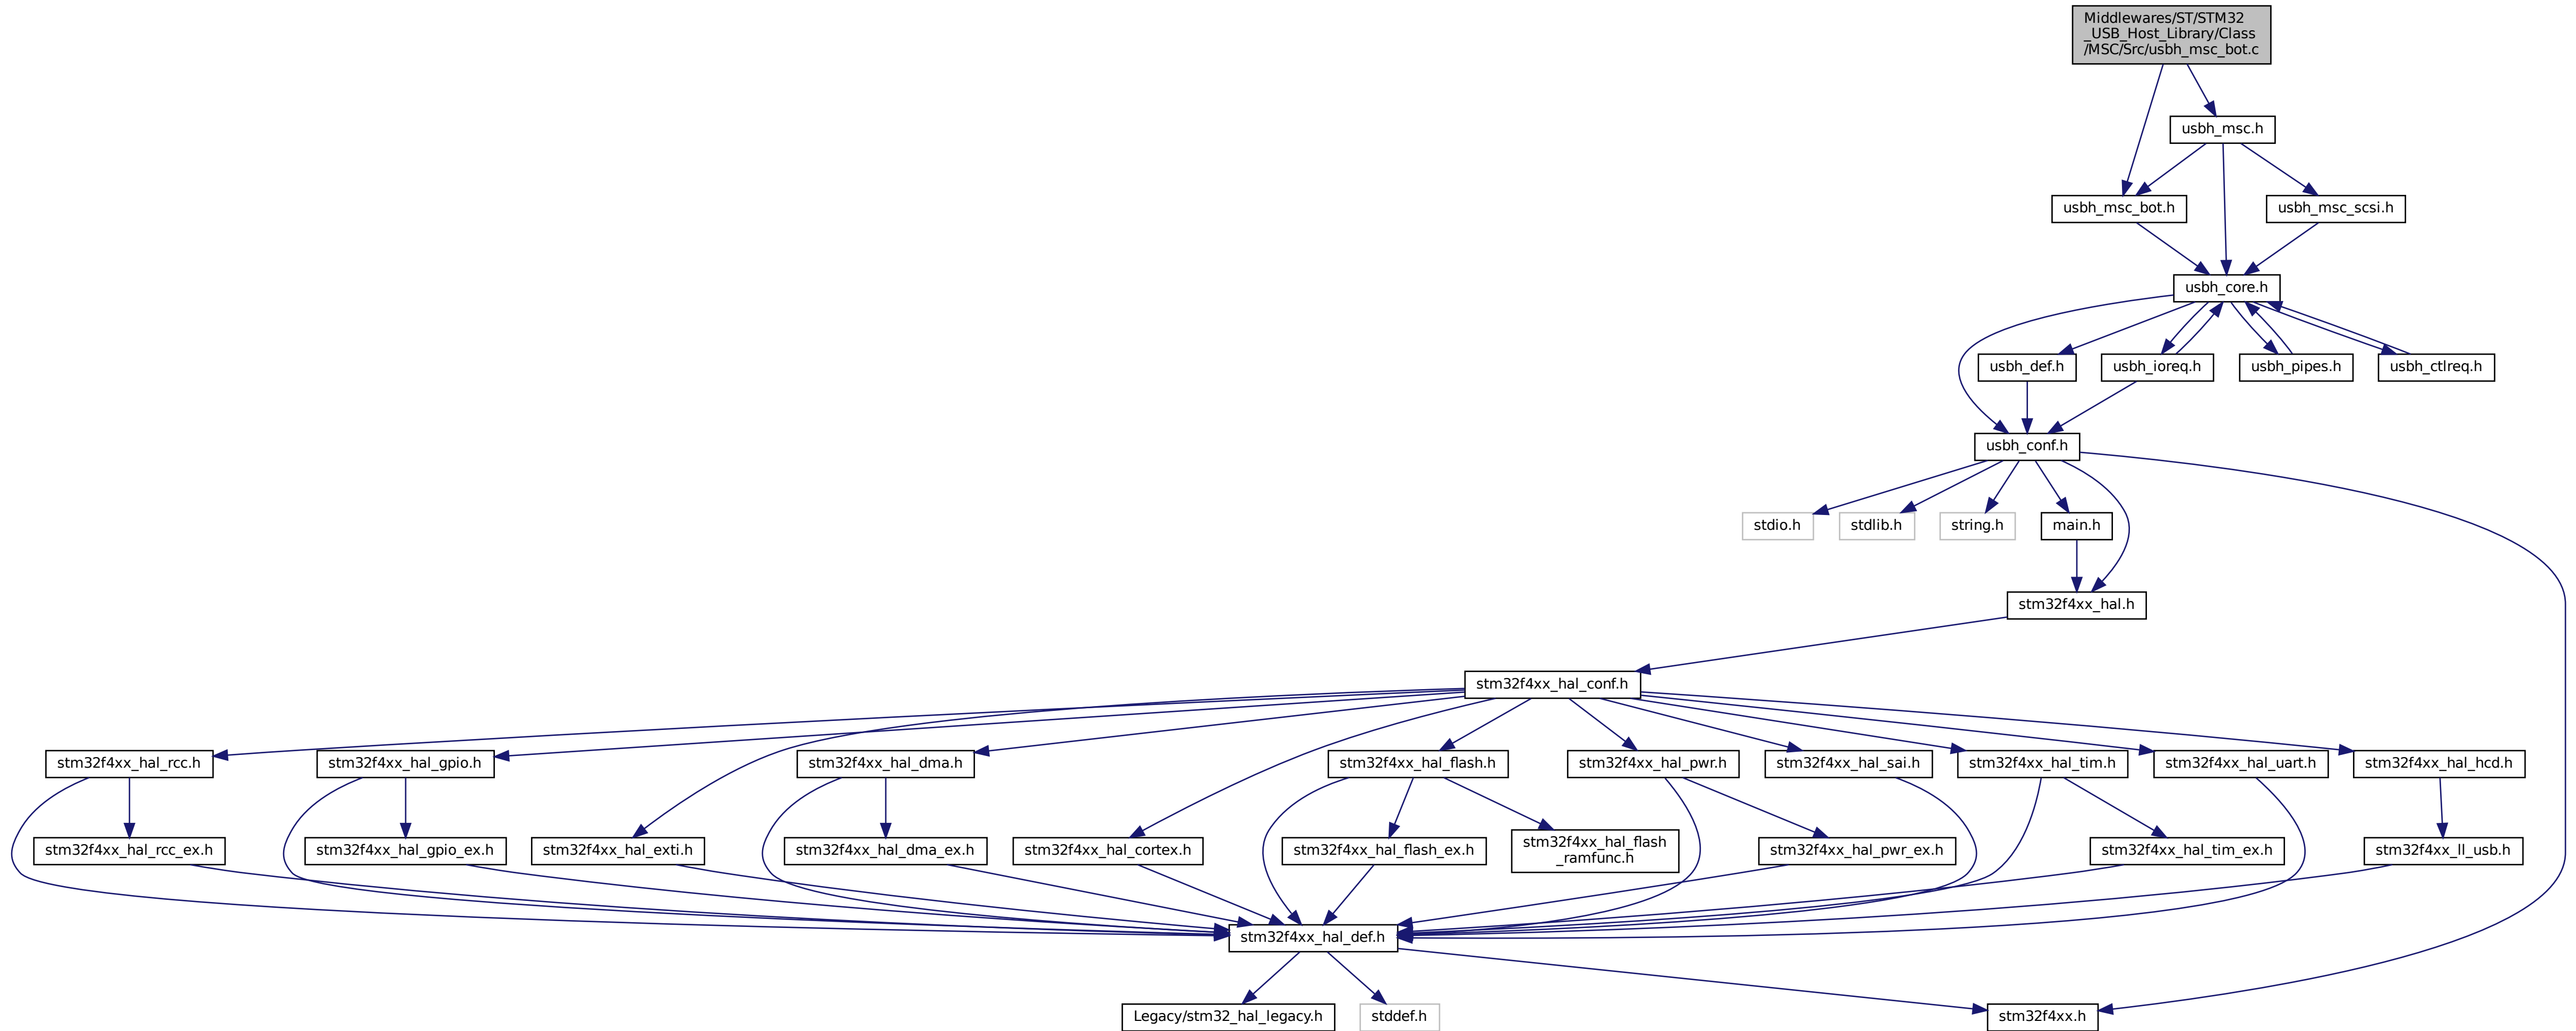 Middlewares/ST/STM32
_USB_Host_Library/Class
/MSC/Src/usbh_msc_bot.c
usbh_msc.h
usbh_msc_bot.h
usbh_msc_scsi.h
usbh_core.h
usbh_def.h
usbh_ioreq.h
usbh_pipes.h
usbh_ctlreq.h
usbh_conf.h
stdio.h
stdlib.h
string.h
main.h
stm32f4xx_hal.h
stm32f4xx_hal_conf.h
stm32f4xx_hal_rcc.h
stm32f4xx_hal_gpio.h
stm32f4xx_hal_dma.h
stm32f4xx_hal_flash.h
stm32f4xx_hal_pwr.h
stm32f4xx_hal_sai.h
stm32f4xx_hal_tim.h
stm32f4xx_hal_uart.h
stm32f4xx_hal_hcd.h
stm32f4xx_hal_rcc_ex.h
stm32f4xx_hal_gpio_ex.h
stm32f4xx_hal_exti.h
stm32f4xx_hal_dma_ex.h
stm32f4xx_hal_cortex.h
stm32f4xx_hal_flash_ex.h
stm32f4xx_hal_flash
_ramfunc.h
stm32f4xx_hal_pwr_ex.h
stm32f4xx_hal_tim_ex.h
stm32f4xx_ll_usb.h
stm32f4xx_hal_def.h
Legacy/stm32_hal_legacy.h
stddef.h
stm32f4xx.h